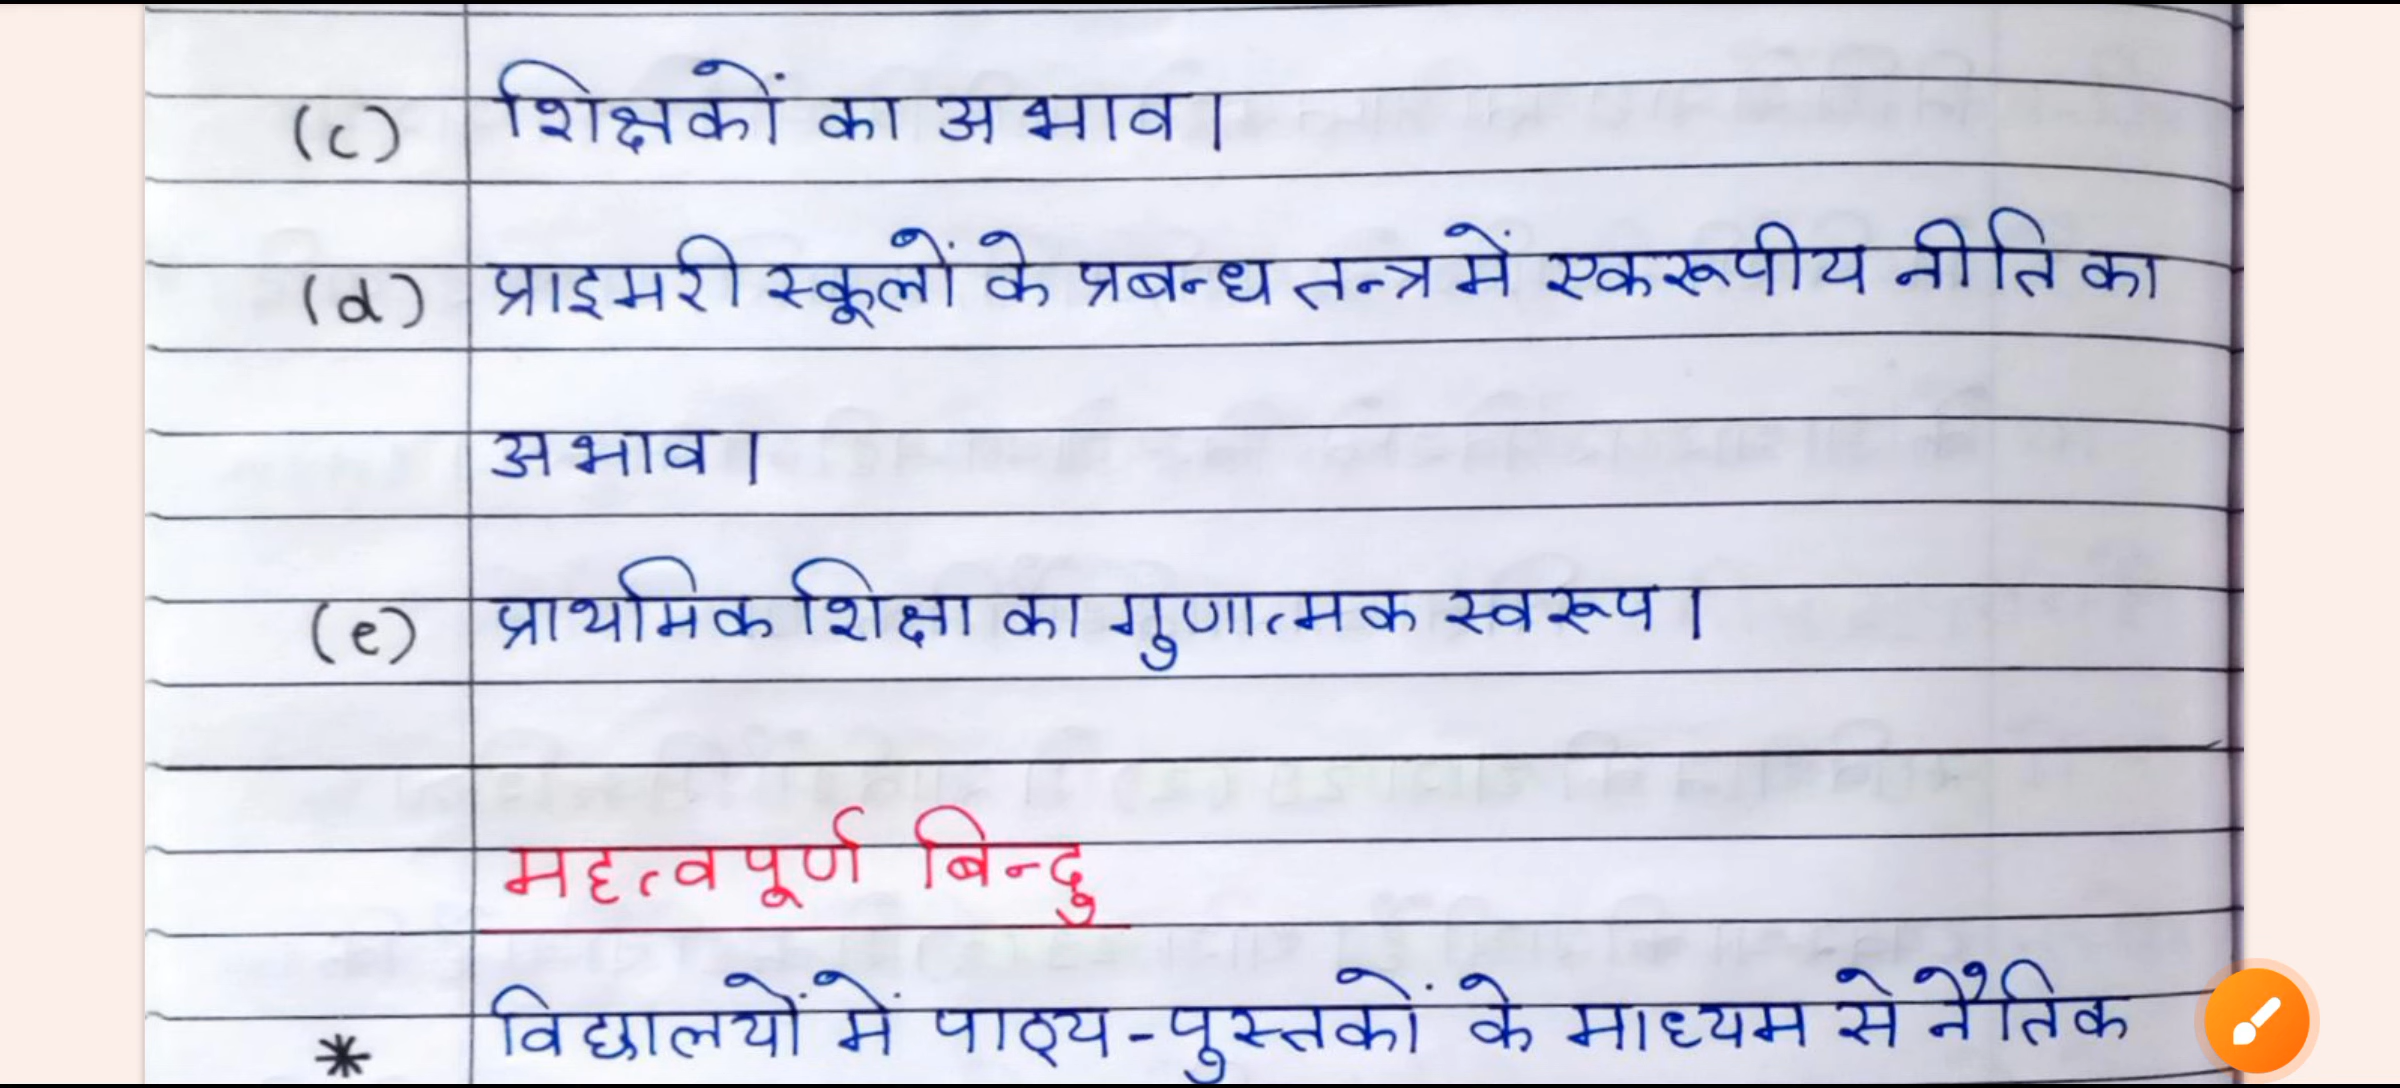 (c) शिक्षकों का अभाव।
(d) प्राइमरी स्कूलों के प्रबन्ध तन्त्र में एकरूपीय नीति का
अभाव।
(e) प्राथमिक शिक्षा का गुणात्मक स्वरूप।
महत्वपूर्ण बिन्दु
* विद्यालयों में पाठ्य-पुस्तकों के माध्यम से नैतिक